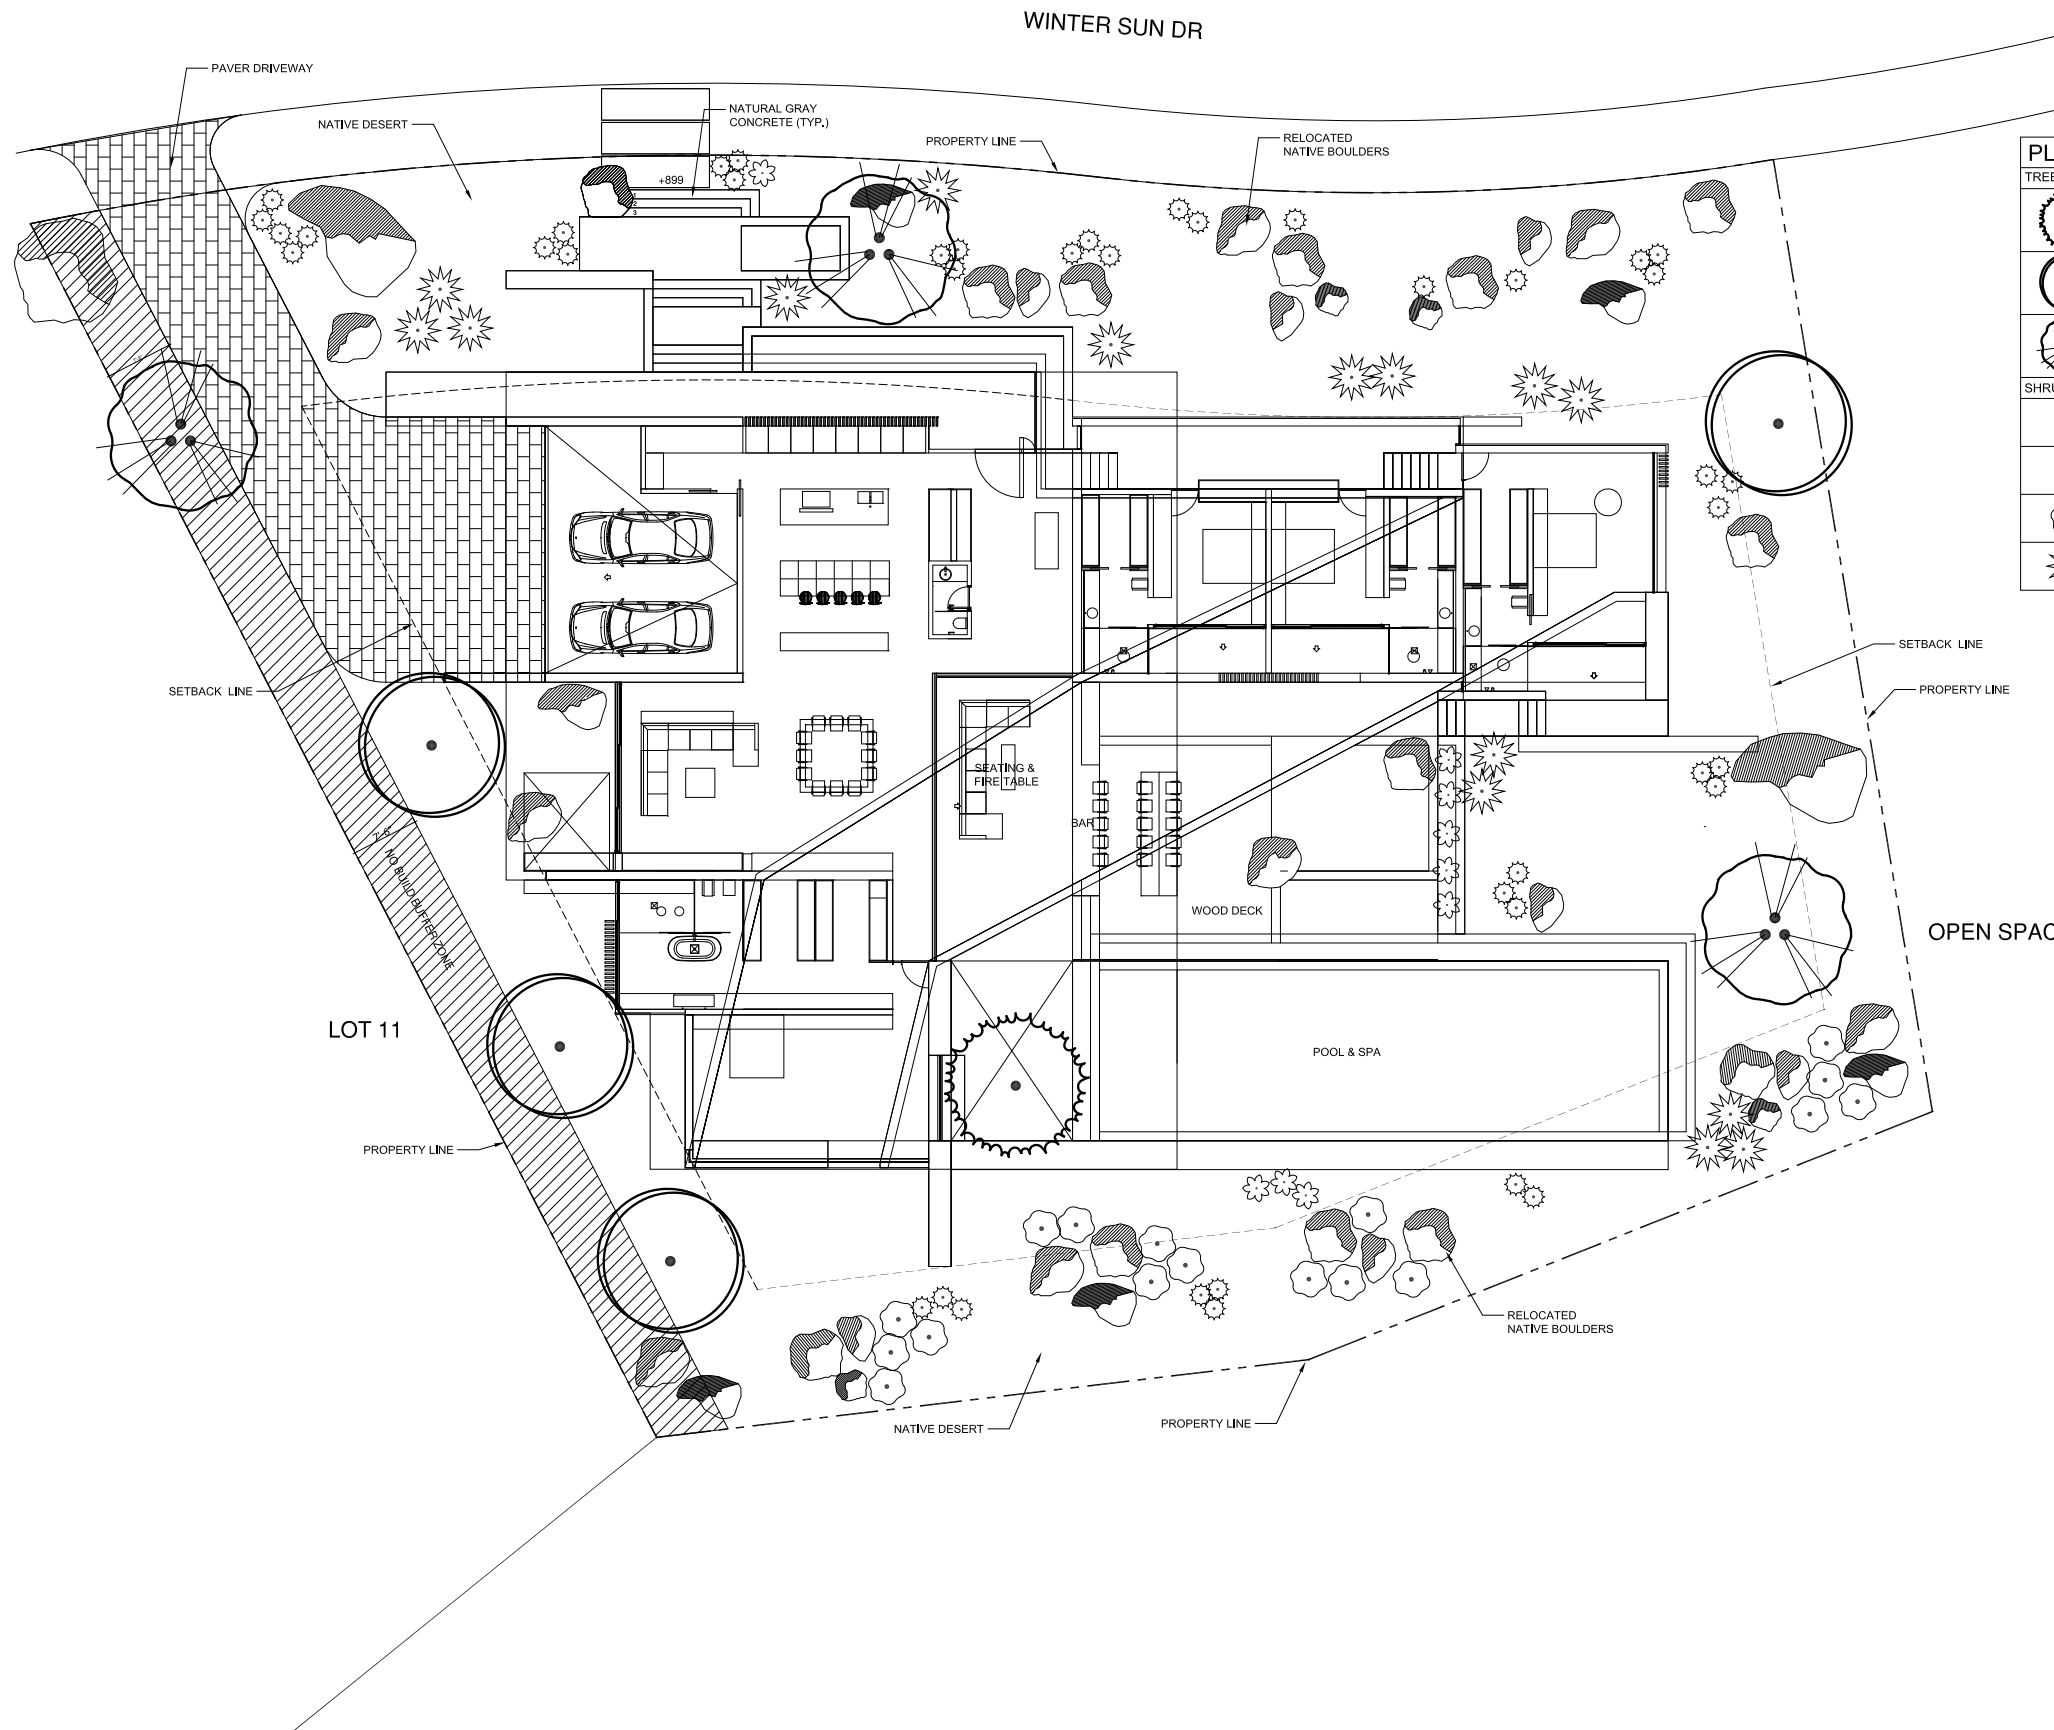 WINTER SUN DR
PAVER DRIVEWAY
NATIVE DESERT
NATURAL GRAY
CONCRETE (TYP.)
PROPERTY LINE
RELOCATED
NATIVE BOULDERS
+899
1
2
3
PL
TREE
SHRU
SETBACK LINE
SETBACK LINE
PROPERTY LINE
SEATING &
FIRE TABLE
BAR
7'-6"
NO BUILD BUFFER ZONE
WOOD DECK
OPEN SPAC
LOT 11
POOL & SPA
PROPERTY LINE
RELOCATED
NATIVE BOULDERS
NATIVE DESERT
PROPERTY LINE